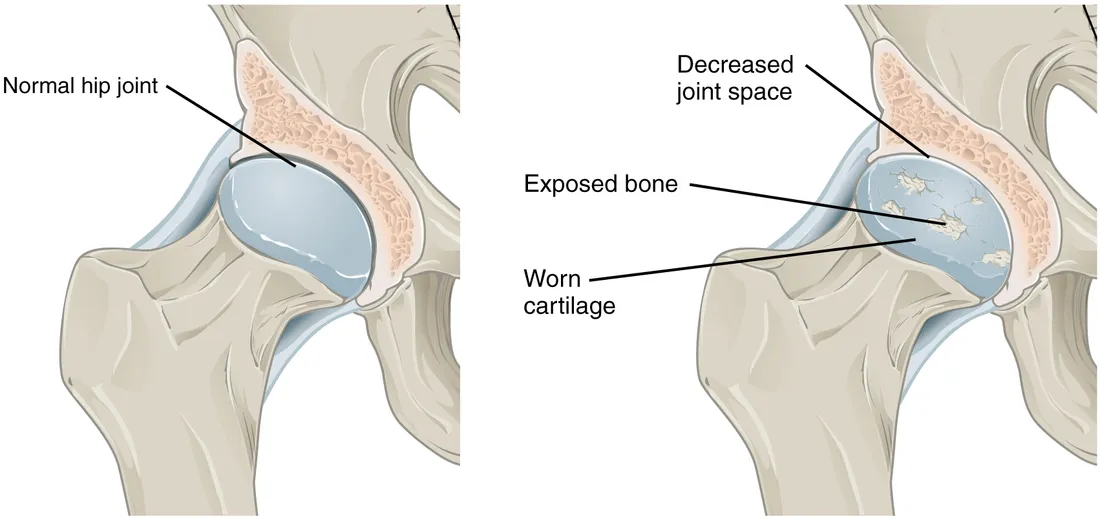 Normal hip joint
Decreased
joint space
Exposed bone
Worn
cartilage